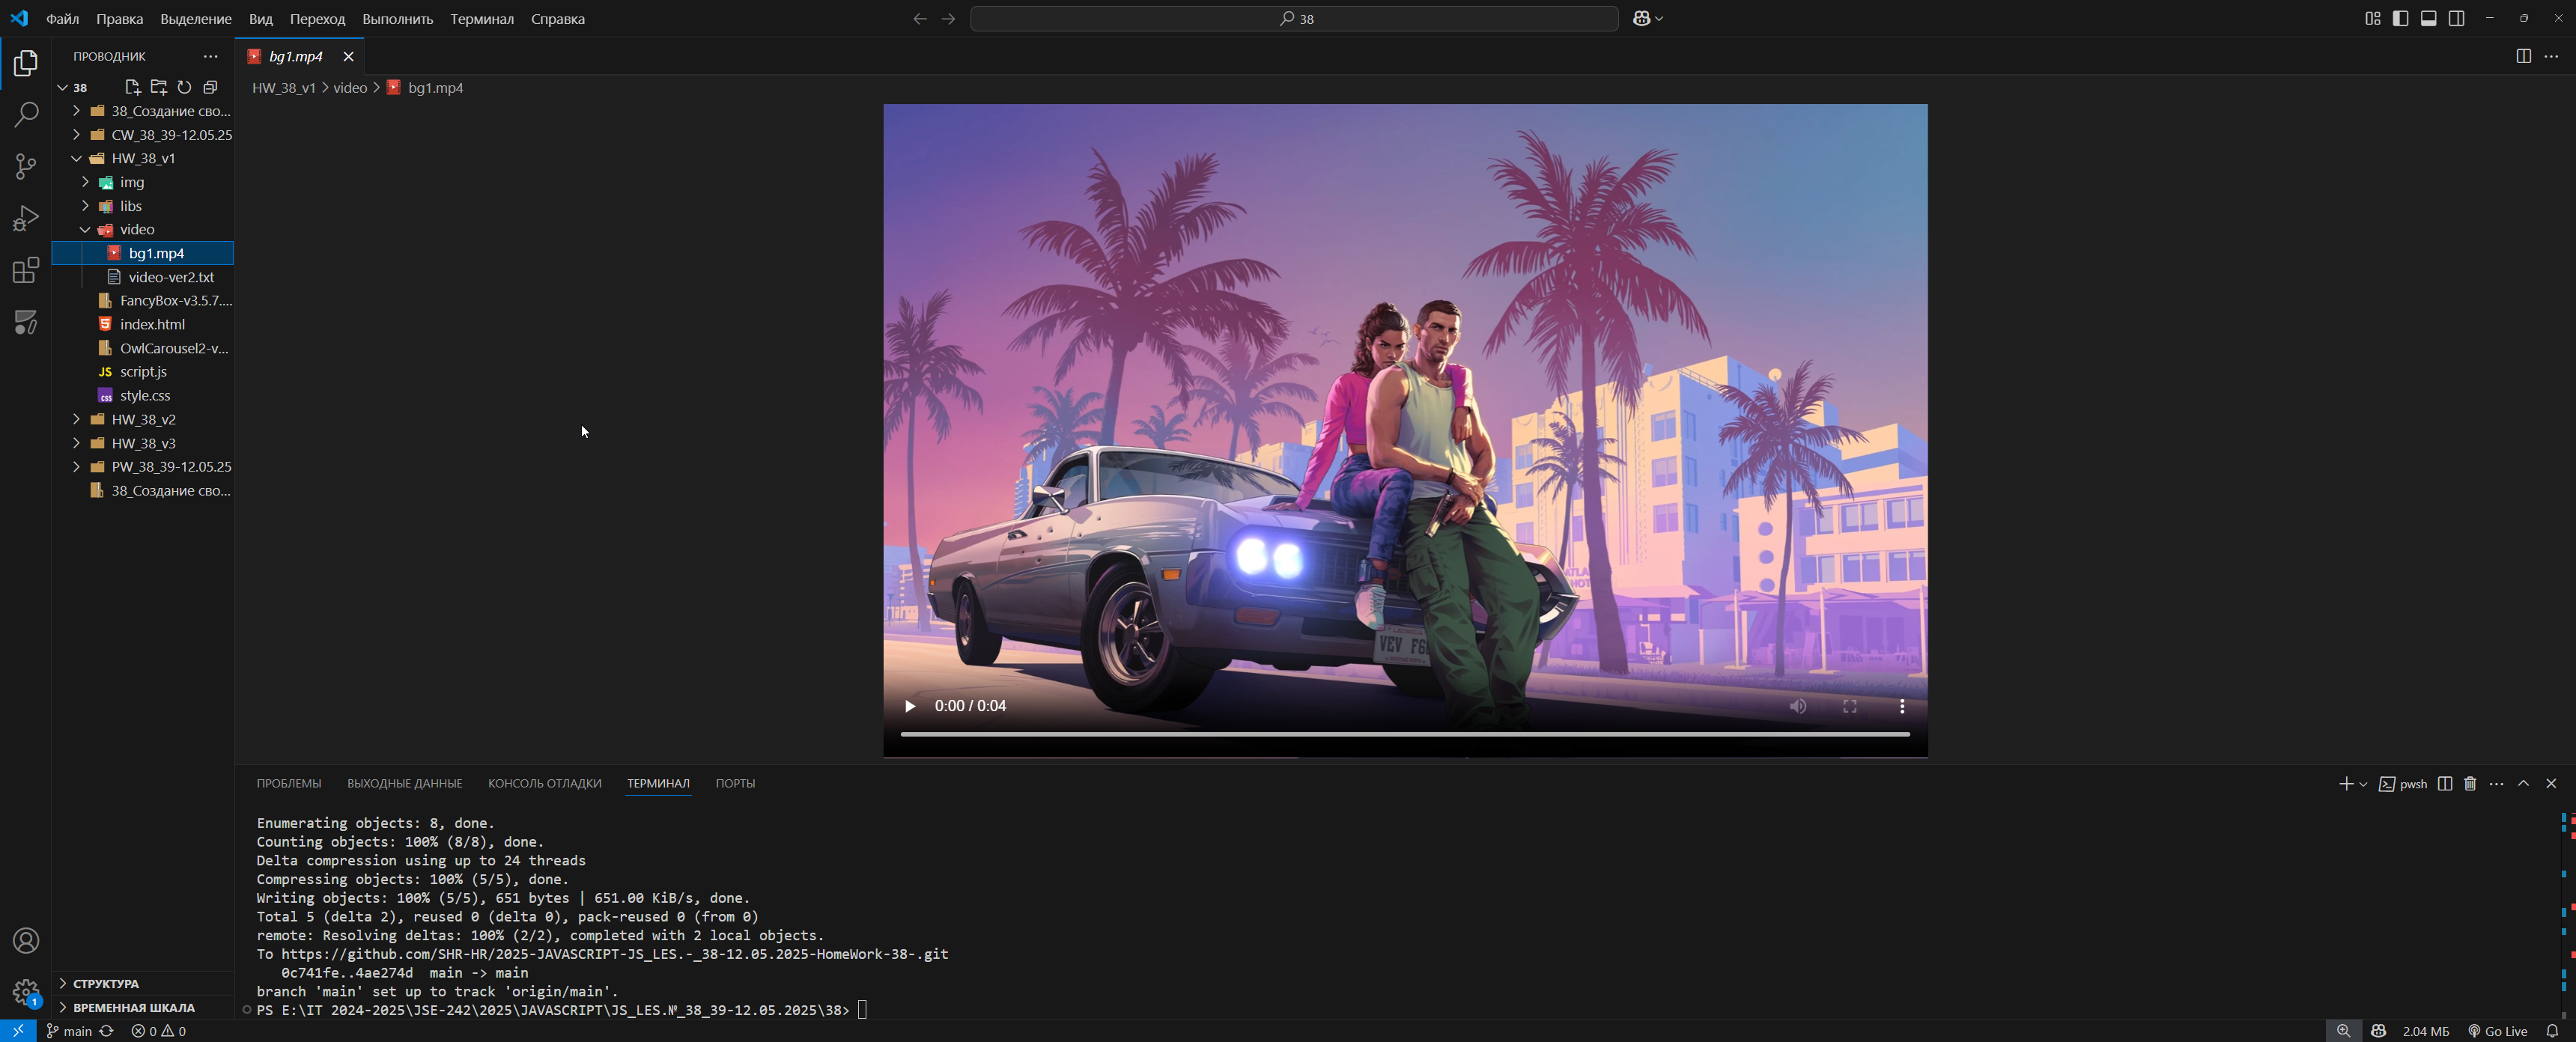 Файл Правка Выделение Вид Переход Выполнить Терминал Справка
38
ПРОВОДНИК
bg1.mp4
38
HW_38_v1 > video > bg1.mp4
38_Создание сво...
CW_38_39-12.05.25
HW_38_v1
img
libs
video
bg1.mp4
video-ver2.txt
FancyBox-v3.5.7....
index.html
OwlCarousel2-v...
JS script.js
CSS style.css
HW_38_v2
HW_38_v3
PW_38_39-12.05.25
38_Создание сво...
VEV F6
0:00 / 0:04
ПРОБЛЕМЫ ВЫХОДНЫЕ ДАННЫЕ КОНСОЛЬ ОТЛАДКИ ТЕРМИНАЛ ПОРТЫ
pwsh
Enumerating objects: 8, done.
Counting objects: 100% (8/8), done.
Delta compression using up to 24 threads
Compressing objects: 100% (5/5), done.
Writing objects: 100% (5/5), 651 bytes | 651.00 KiB/s, done.
Total 5 (delta 2), reused 0 (delta 0), pack-reused 0 (from 0)
remote: Resolving deltas: 100% (2/2), completed with 2 local objects.
To https://github.com/SHR-HR/2025-JAVASCRIPT-JS_LES.-_38-12.05.2025-HomeWork-38-.git
0c741fe..4ae274d main -> main
branch 'main' set up to track 'origin/main'.
PS E:\IT 2024-2025\JSE-242\2025\JAVASCRIPT\JS_LES.№_38_39-12.05.2025\38>
СТРУКТУРА
ВРЕМЕННАЯ ШКАЛА
1
main 0 0
2.04 МБ Go Live